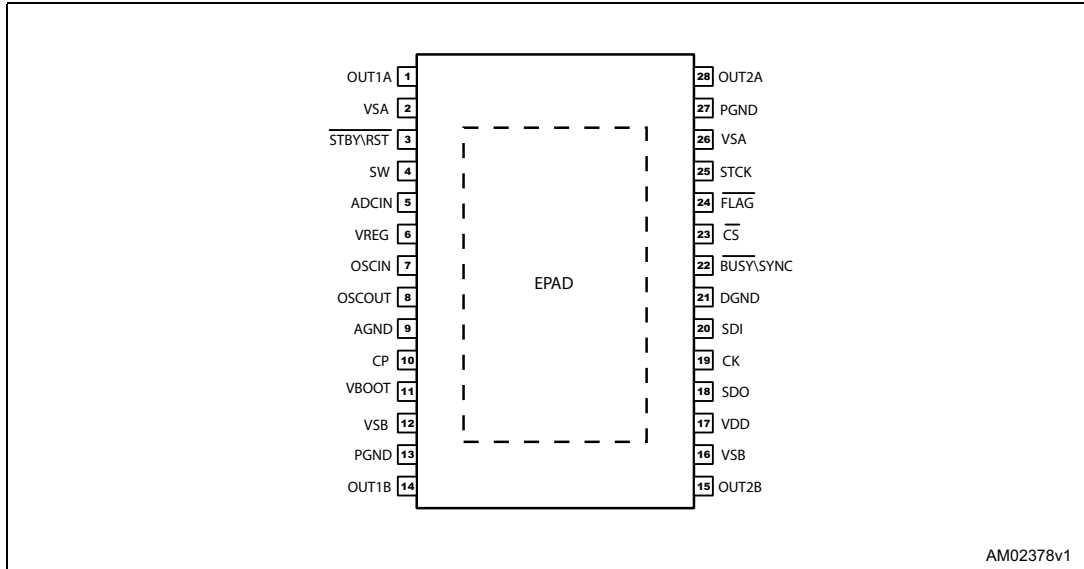 OUT1A 1 28 OUT2A
VSA 2 27 PGND
STBY\RST 3 26 VSA
SW 4 25 STCK
ADCIN 5 24 FLAG
VREG 6 23 CS
OSCIN 7 22 BUSY\SYNC
EPAD
OSCOUT 8 21 DGND
AGND 9 20 SDI
CP 10 19 CK
VBOOT 11 18 SDO
VSB 12 17 VDD
PGND 13 16 VSB
OUT1B 14 15 OUT2B
AM02378v1